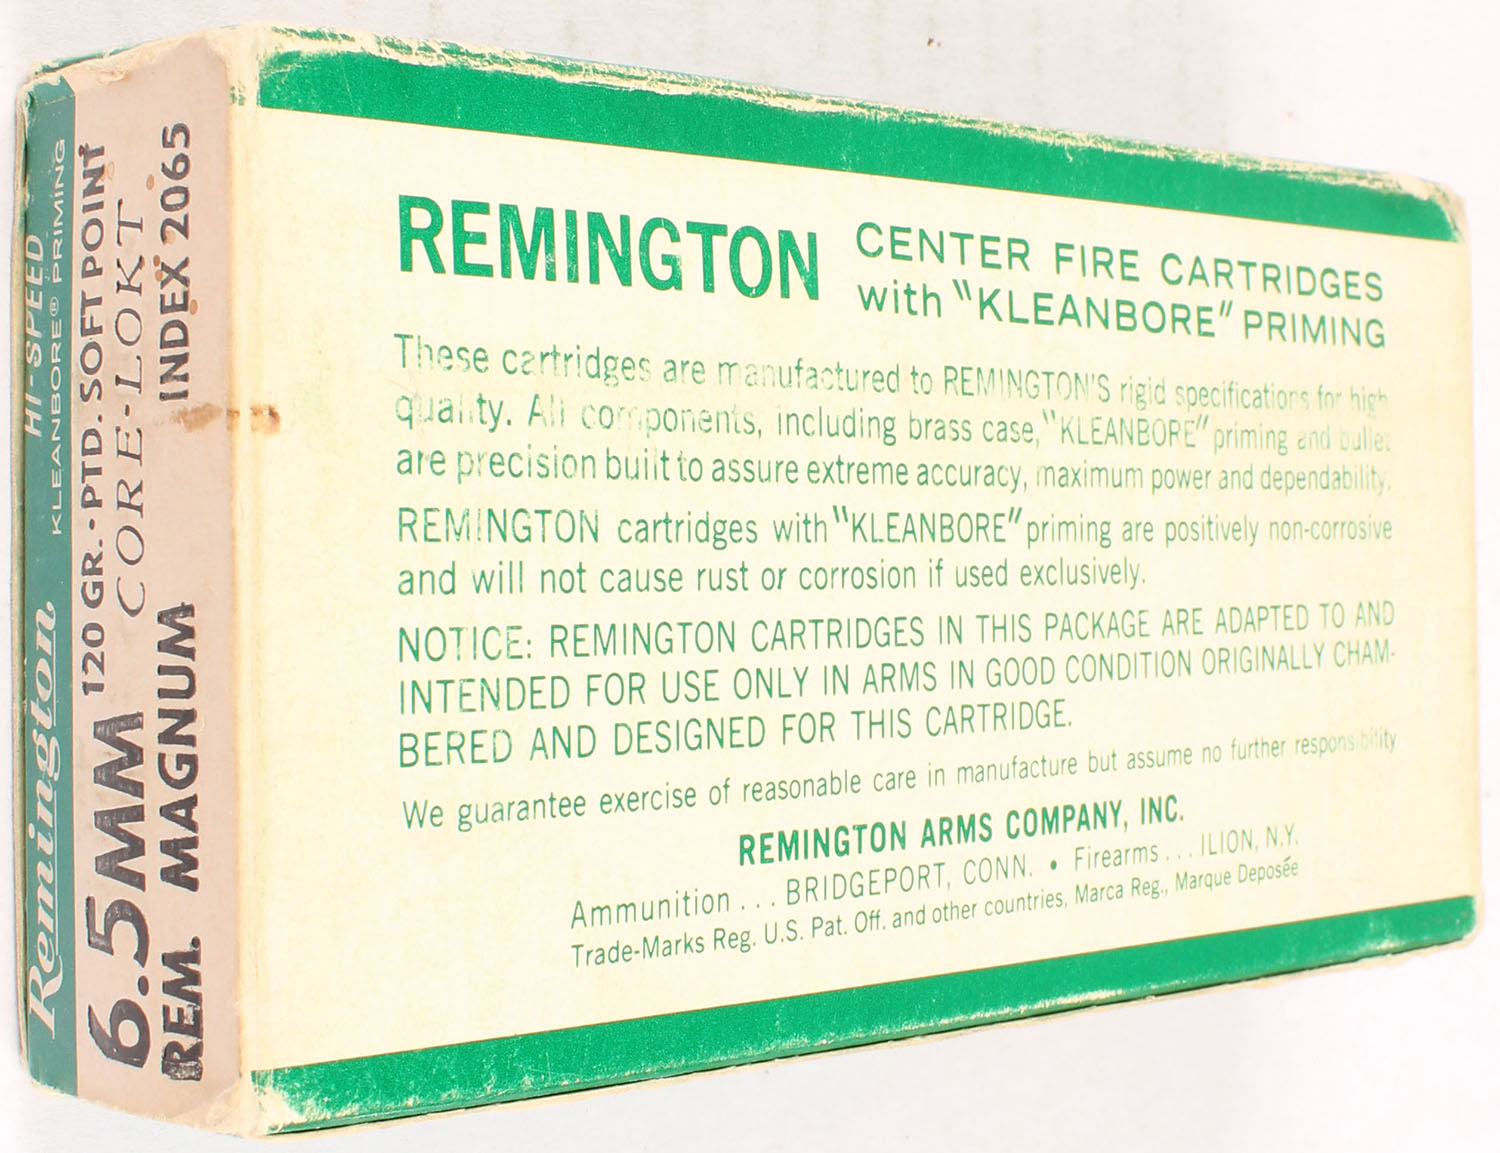 Remington HI-SPEED
KLEANBORE® PRIMING
6.5MM 120 GR.·PTD. SOFT POINT
CORE-LOKT
REM. MAGNUM INDEX 2065
REMINGTON CENTER FIRE CARTRIDGES
with "KLEANBORE" PRIMING
These cartridges are manufactured to REMINGTON'S rigid specifications for high
quality. All components, including brass case, "KLEANBORE" priming and bullet
are precision built to assure extreme accuracy, maximum power and dependability.
REMINGTON cartridges with "KLEANBORE" priming are positively non-corrosive
and will not cause rust or corrosion if used exclusively.
NOTICE: REMINGTON CARTRIDGES IN THIS PACKAGE ARE ADAPTED TO AND
INTENDED FOR USE ONLY IN ARMS IN GOOD CONDITION ORIGINALLY CHAM-
BERED AND DESIGNED FOR THIS CARTRIDGE.
We guarantee exercise of reasonable care in manufacture but assume no further responsibility
REMINGTON ARMS COMPANY, INC.
Ammunition ... BRIDGEPORT, CONN. • Firearms ... ILION, N.Y.
Trade-Marks Reg. U.S. Pat. Off. and other countries, Marca Reg., Marque Deposée